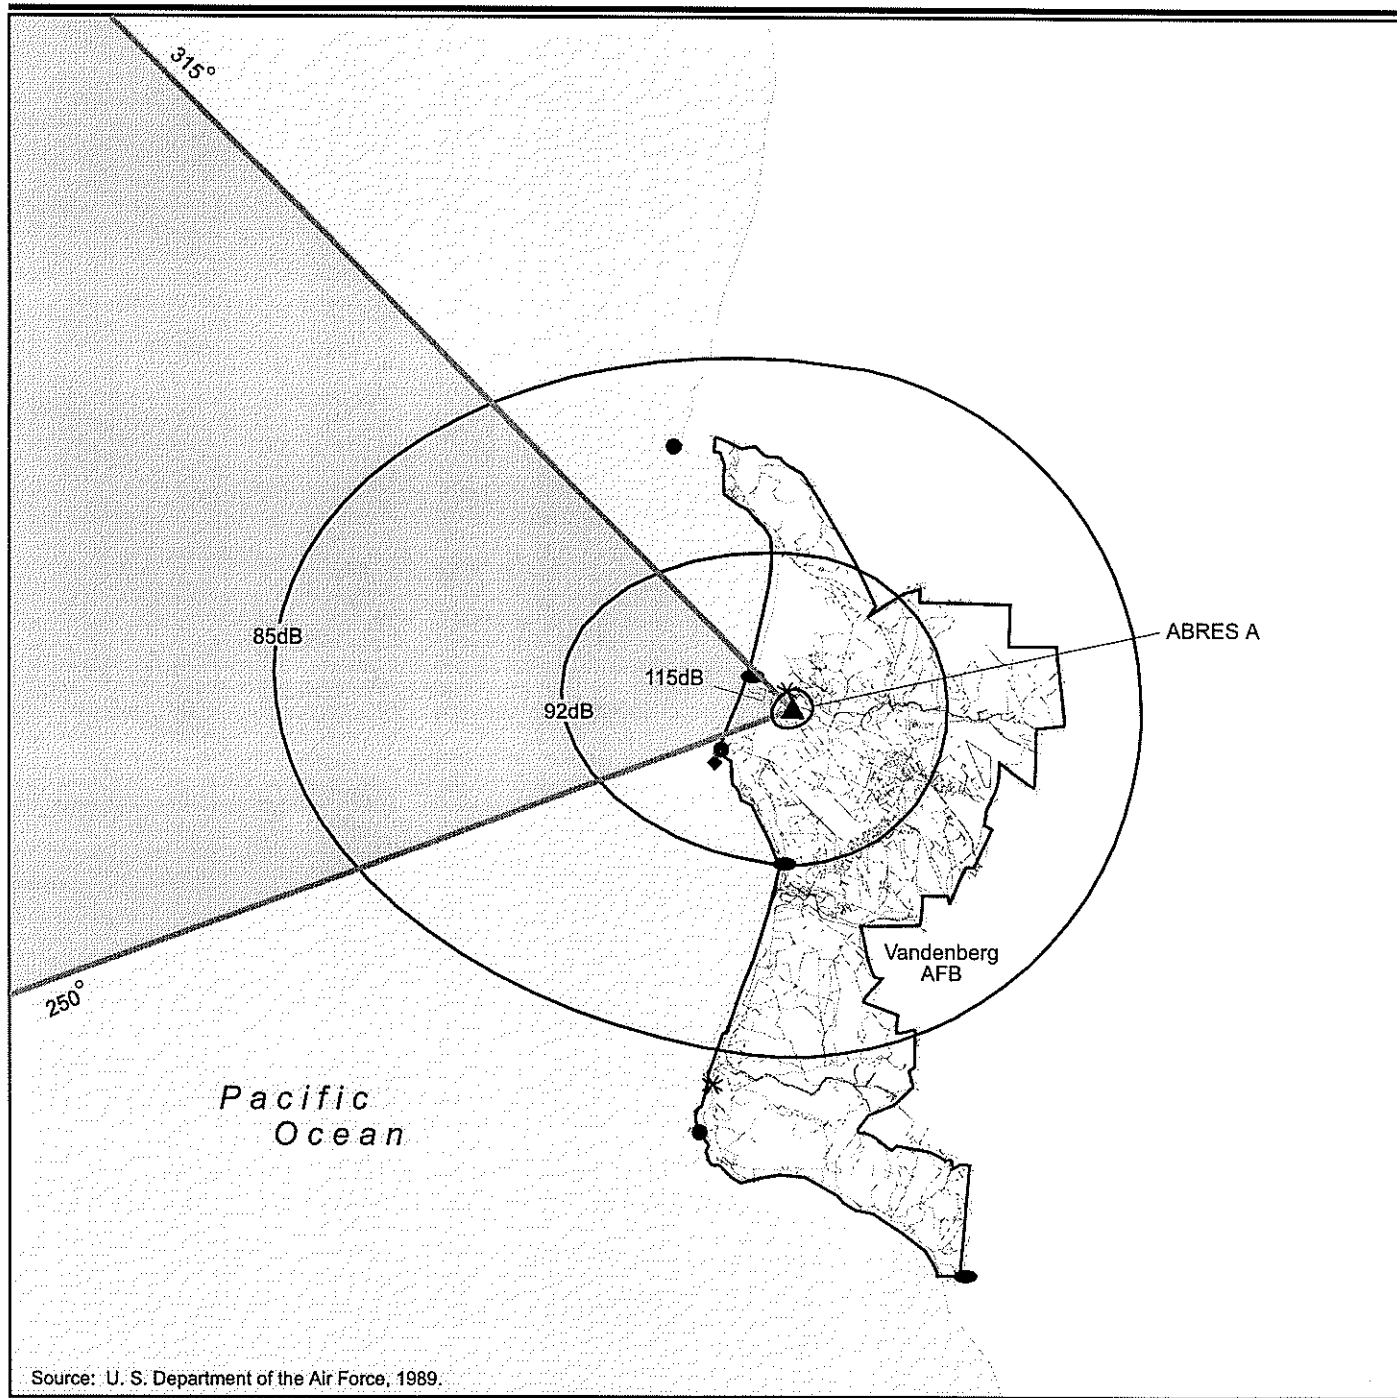 315°
85dB
ABRES A
115dB
92dB
Vandenberg
AFB
250°
Pacific
Ocean
Source: U. S. Department of the Air Force, 1989.